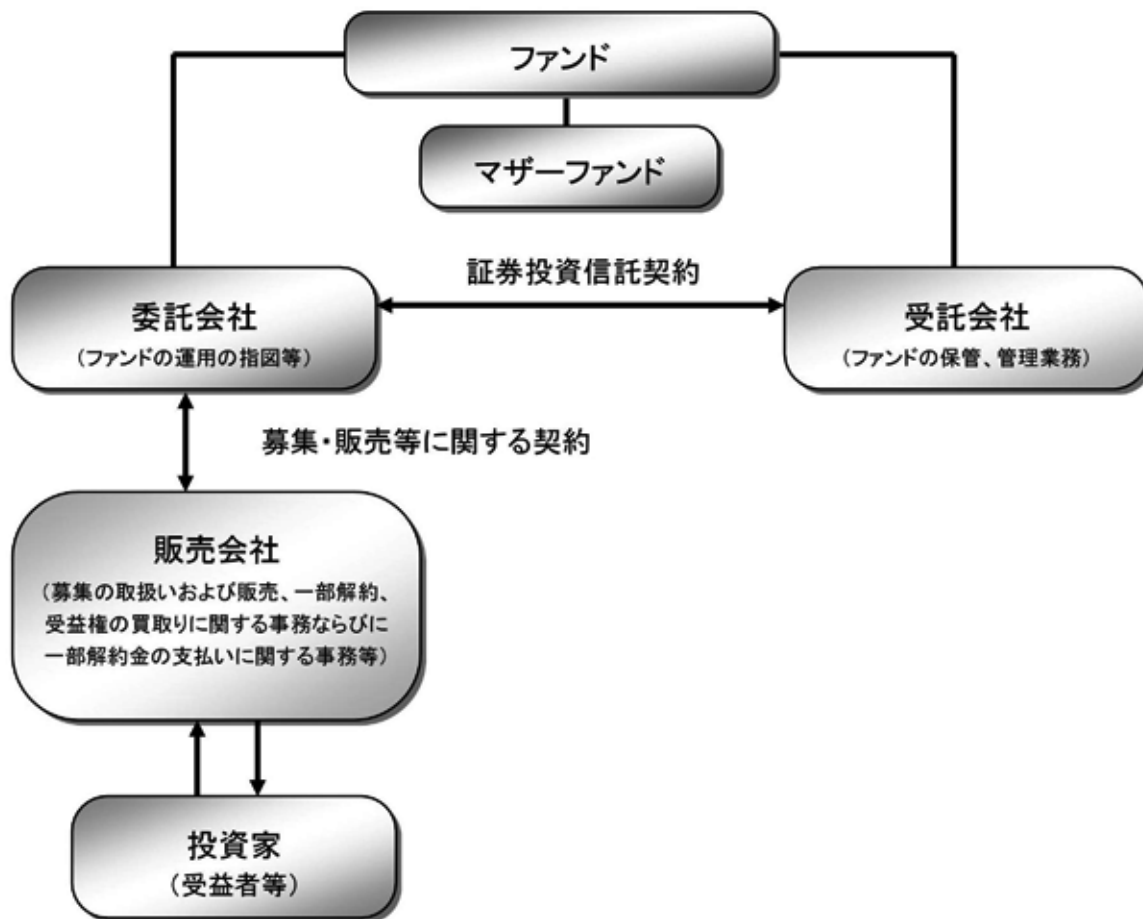 ファンド
マザーファンド
証券投資信託契約
委託会社
(ファンドの運用の指図等)
受託会社
(ファンドの保管、管理業務)
募集・販売等に関する契約
販売会社
(募集の取扱いおよび販売、一部解約、
受益権の買取りに関する事務ならびに
一部解約金の支払いに関する事務等)
投資家
(受益者等)